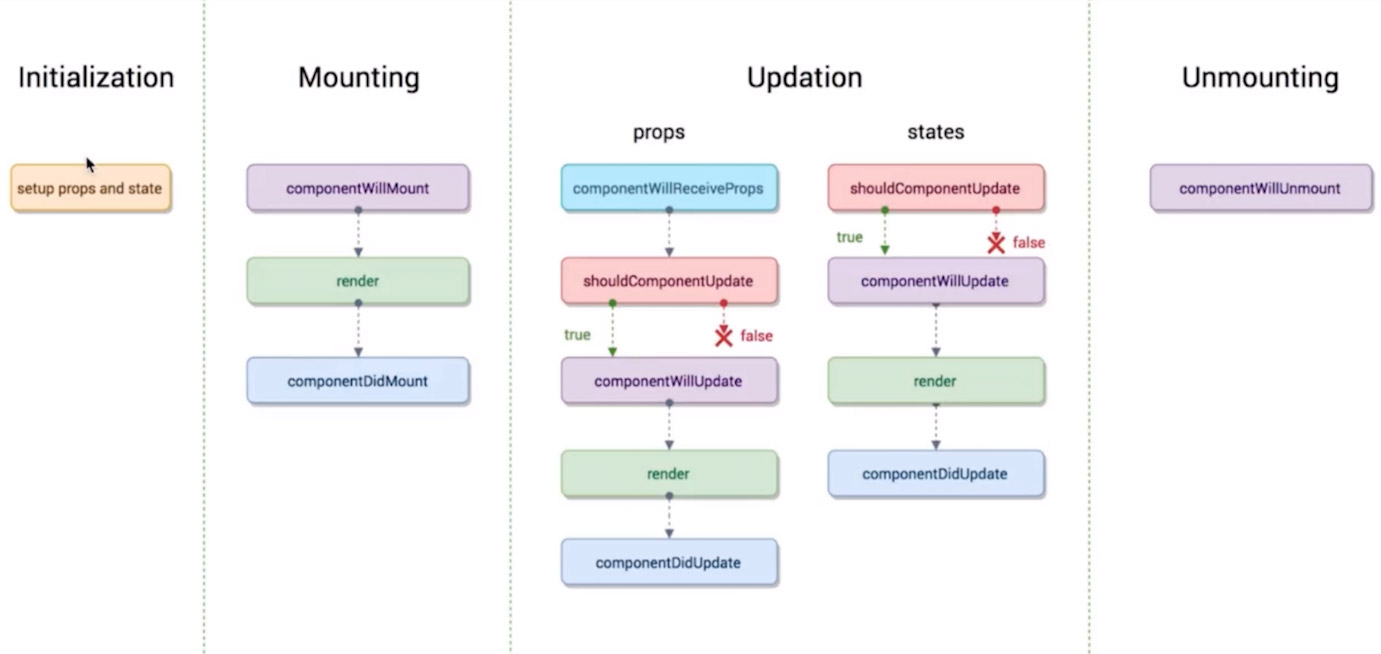 Initialization
Mounting
Updation
Unmounting
props
states
setup props and state
componentWillMount
render
componentDidMount
componentWillReceiveProps
shouldComponentUpdate
true
false
componentWillUpdate
render
componentDidUpdate
shouldComponentUpdate
true
false
componentWillUpdate
render
componentDidUpdate
componentWillUnmount